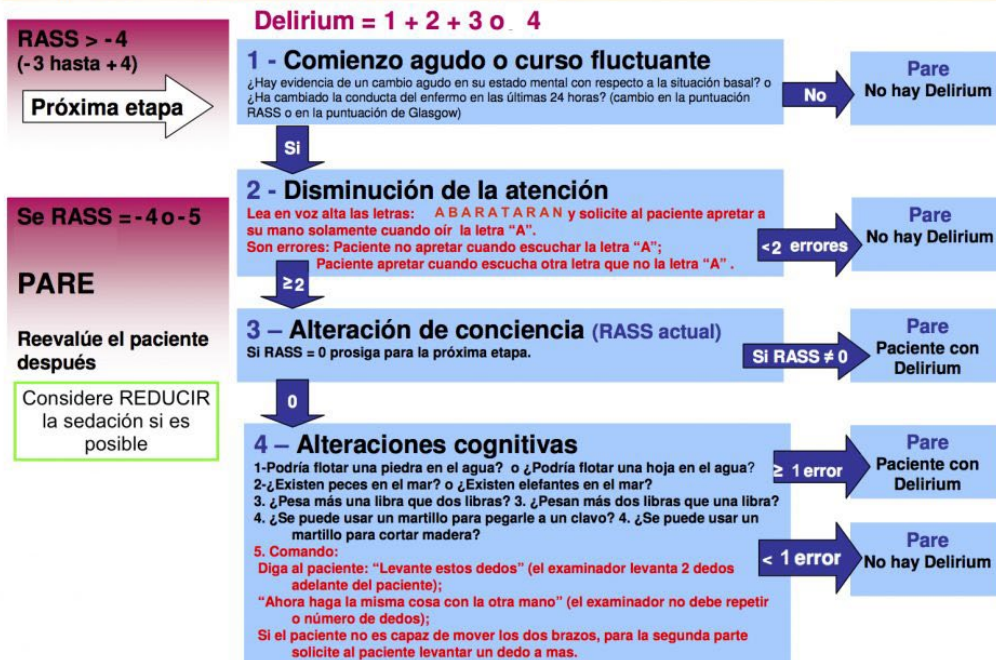 Delirium = 1 + 2 + 3 o 4
RASS > -4
(-3 hasta +4)
Próxima etapa
1 - Comienzo agudo o curso fluctuante
¿Hay evidencia de un cambio agudo en su estado mental con respecto a la situación basal? o
¿Ha cambiado la conducta del enfermo en las últimas 24 horas? (cambio en la puntuación
RASS o en la puntuación de Glasgow)
No
Pare
No hay Delirium
Si
2 - Disminución de la atención
Lea en voz alta las letras: A B A R A T A R A N y solicite al paciente apretar a
su mano solamente cuando oír la letra “A”.
Son errores: Paciente no apretar cuando escuchar la letra “A”;
Paciente apretar cuando escucha otra letra que no la letra “A” .
<2 errores
Pare
No hay Delirium
≥2
Se RASS = -4 o -5
PARE
Reevalúe el paciente
después
Considere REDUCIR
la sedación si es
posible
3 – Alteración de conciencia (RASS actual)
Si RASS = 0 prosiga para la próxima etapa.
Si RASS ≠ 0
Pare
Paciente con
Delirium
0
4 – Alteraciones cognitivas
1-Podría flotar una piedra en el agua? o ¿Podría flotar una hoja en el agua?
2-¿Existen peces en el mar? o ¿Existen elefantes en el mar?
3. ¿Pesa más una libra que dos libras? 3. ¿Pesan más dos libras que una libra?
4. ¿Se puede usar un martillo para pegarle a un clavo? 4. ¿Se puede usar un
martillo para cortar madera?
5. Comando:
Diga al paciente: “Levante estos dedos” (el examinador levanta 2 dedos
adelante del paciente);
“Ahora haga la misma cosa con la otra mano” (el examinador no debe repetir
o número de dedos);
Si el paciente no es capaz de mover los dos brazos, para la segunda parte
solicite al paciente levantar un dedo a mas.
≥ 1 error
Pare
Paciente con
Delirium
< 1 error
Pare
No hay Delirium